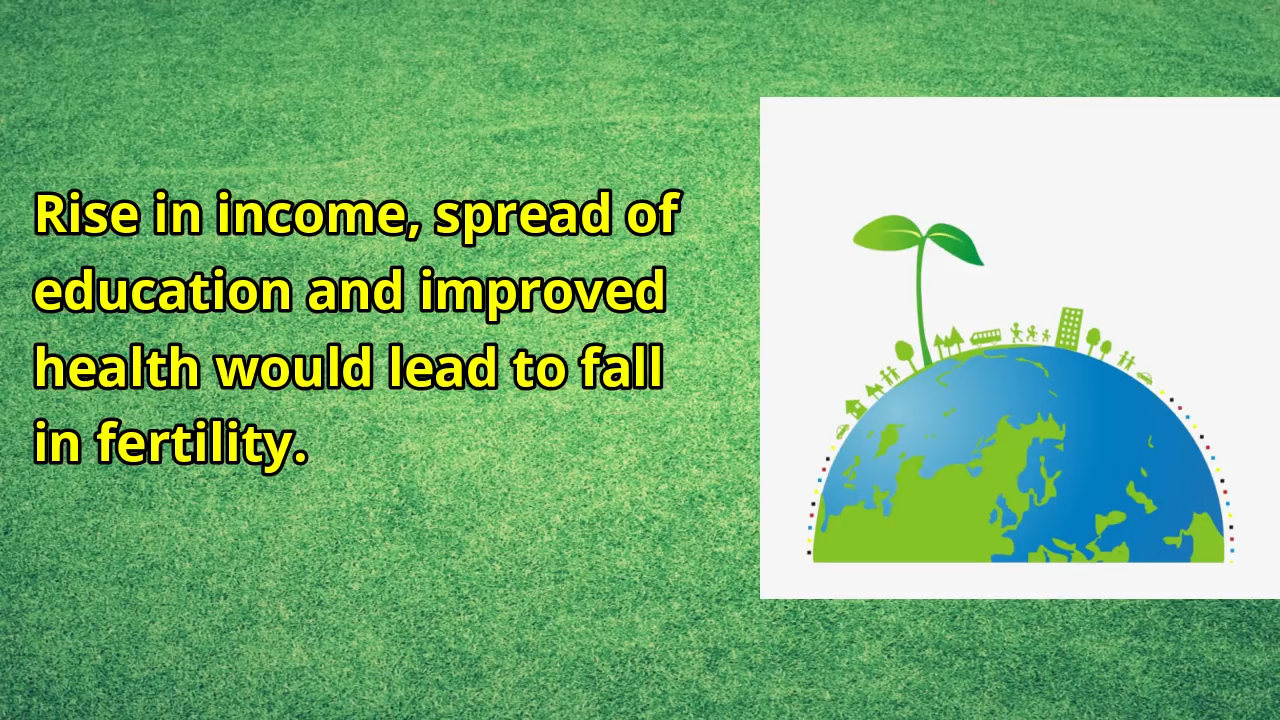 Rise in income, spread of
education and improved
health would lead to fall
in fertility.